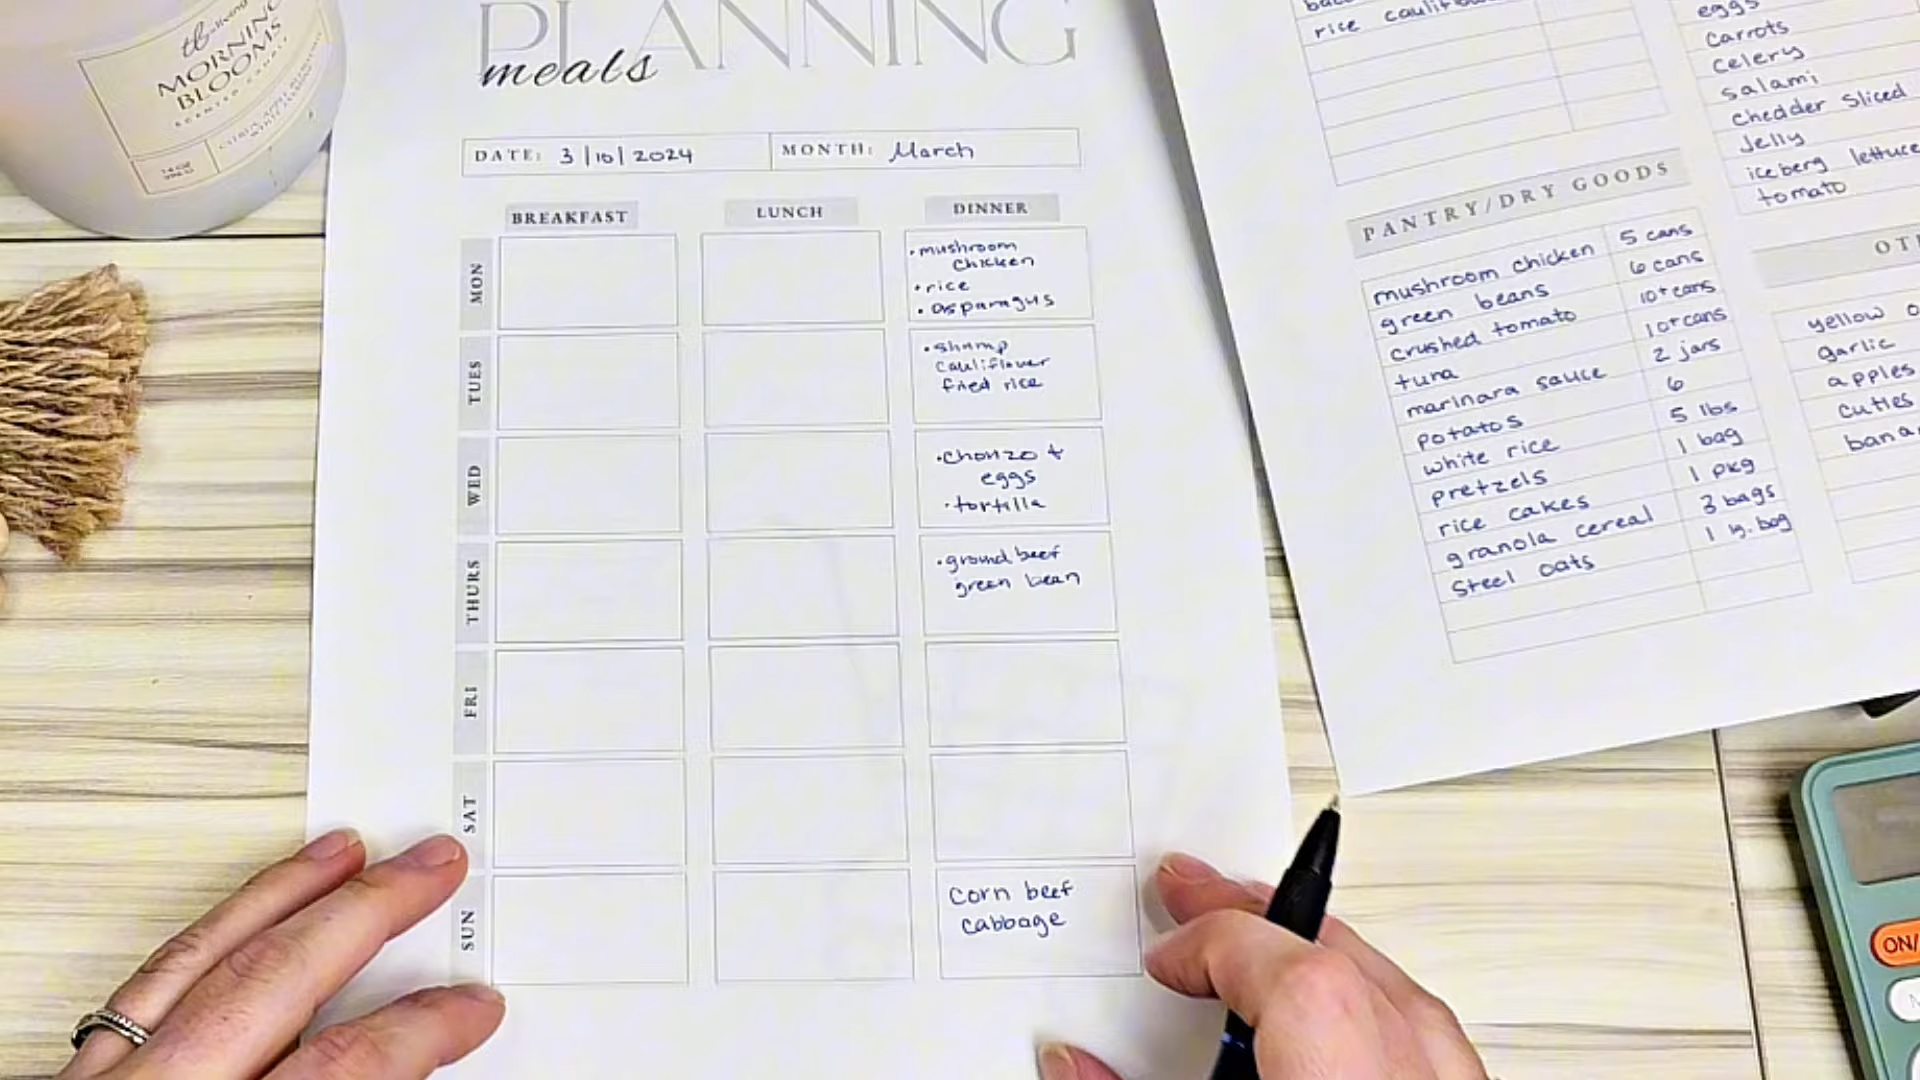 MORNING
BLOOMS
SCENTED CANDLE
PLANNING
meals
DATE: 3/10/2024
MONTH: March
BREAKFAST
LUNCH
DINNER
MON
•mushroom
chicken
•rice
•asparagus
TUES
•shrimp
cauliflower
fried rice
WED
•chorizo +
eggs
•tortilla
THURS
•ground beef
green bean
FRI
SAT
SUN
corn beef
cabbage
rice
PANTRY/DRY GOODS
mushroom chicken 5 cans
green beans 6 cans
crushed tomato 10+ cans
tuna 10+ cans
marinara sauce 2 jars
potatos 6
white rice 5 lbs
pretzels 1 bag
rice cakes 1 pkg
granola cereal 3 bags
steel oats 1 lg. bag
eggs
carrots
celery
salami
chedder sliced
jelly
iceberg lettuce
tomato
yellow
garlic
apples
cuties
ON/